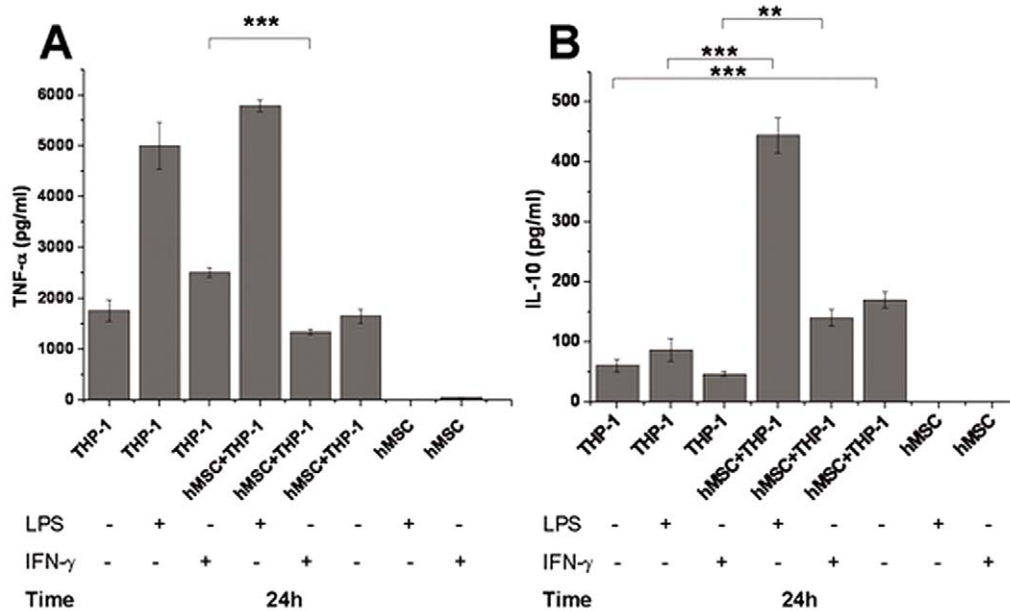 A
***
TNF-α (pg/ml)
6000
5000
4000
3000
2000
1000
0
THP-1 THP-1 THP-1 hMSC+THP-1 hMSC+THP-1 hMSC+THP-1 hMSC hMSC
B
**
***
***
IL-10 (pg/ml)
500
400
300
200
100
0
THP-1 THP-1 THP-1 hMSC+THP-1 hMSC+THP-1 hMSC+THP-1 hMSC hMSC
LPS - + - + - - + - - + - + - - + -
IFN-γ - - + - + - - + - - + - + - - +
Time 24h 24h